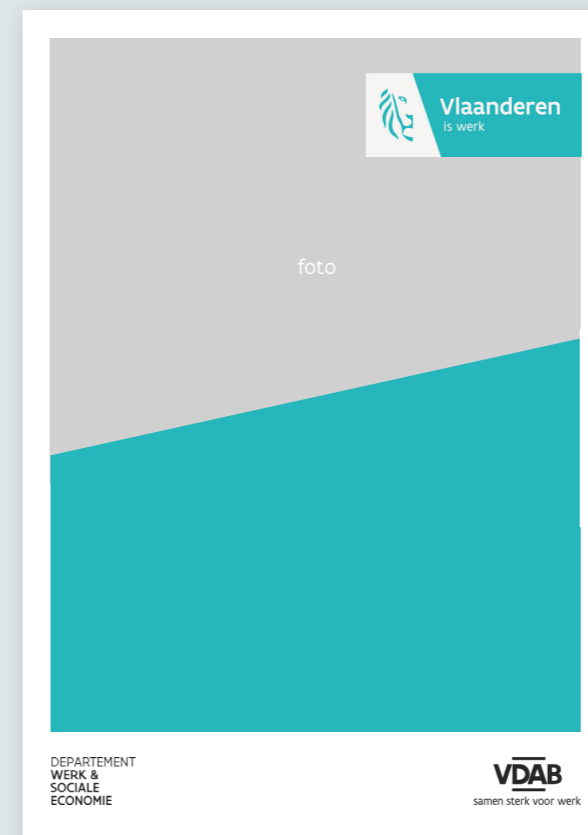 Vlaanderen
is werk
foto
DEPARTEMENT
WERK &
SOCIALE
ECONOMIE
VDAB
samen sterk voor werk